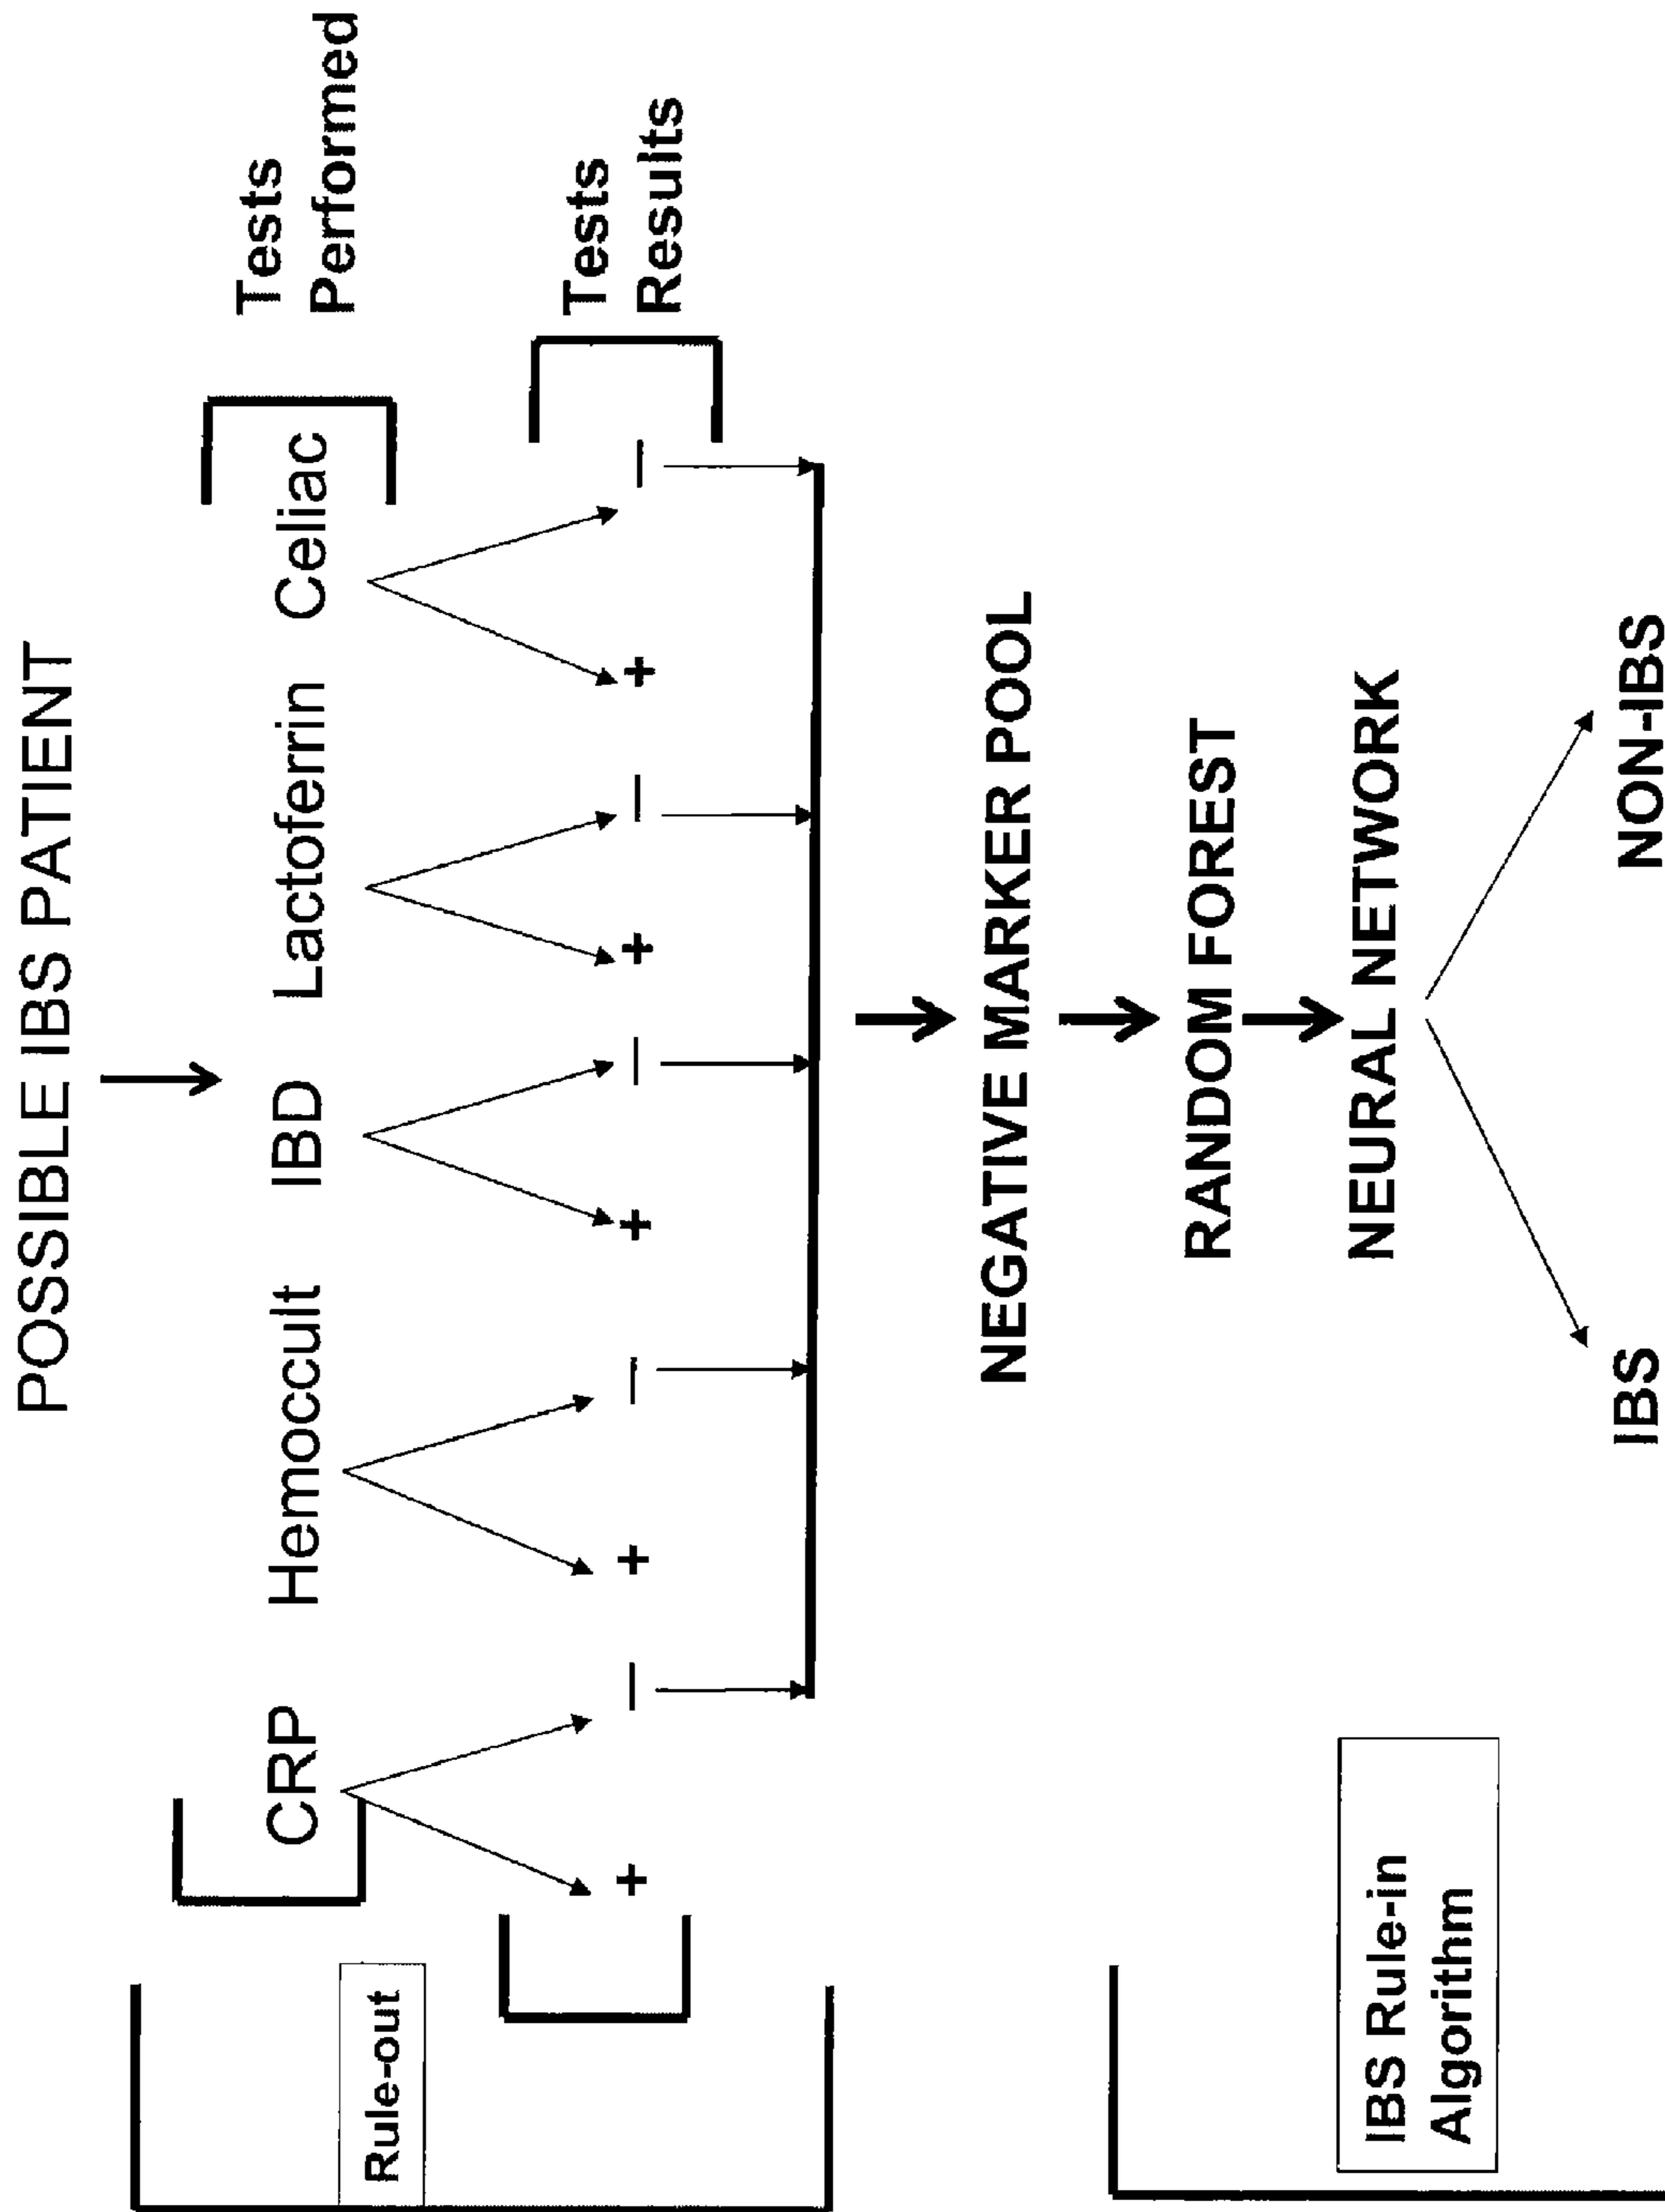 POSSIBLE IBS PATIENT
Rule-out
CRP Hemoccult IBD Lactoferrin Celiac
Tests
Performed
+ — + — + — + — + —
Tests
Results
NEGATIVE MARKER POOL
IBS Rule-in
Algorithm
RANDOM FOREST
NEURAL NETWORK
IBS NON-IBS